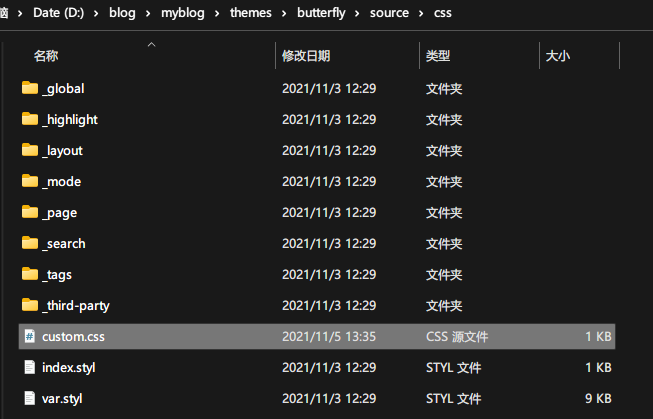 脑 > Date (D:) > blog > myblog > themes > butterfly > source > css
名称 修改日期 类型 大小
_global 2021/11/3 12:29 文件夹
_highlight 2021/11/3 12:29 文件夹
_layout 2021/11/3 12:29 文件夹
_mode 2021/11/3 12:29 文件夹
_page 2021/11/3 12:29 文件夹
_search 2021/11/3 12:29 文件夹
_tags 2021/11/3 12:29 文件夹
_third-party 2021/11/3 12:29 文件夹
custom.css 2021/11/5 13:35 CSS 源文件 1 KB
index.styl 2021/11/3 12:29 STYL 文件 1 KB
var.styl 2021/11/3 12:29 STYL 文件 9 KB